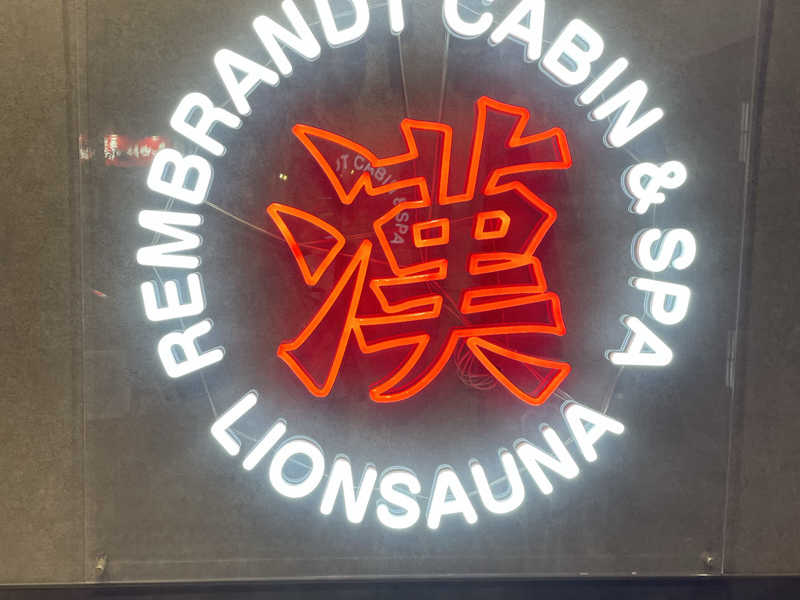 REMBRANDT CABIN & SPA
漢
LIONSAUNA